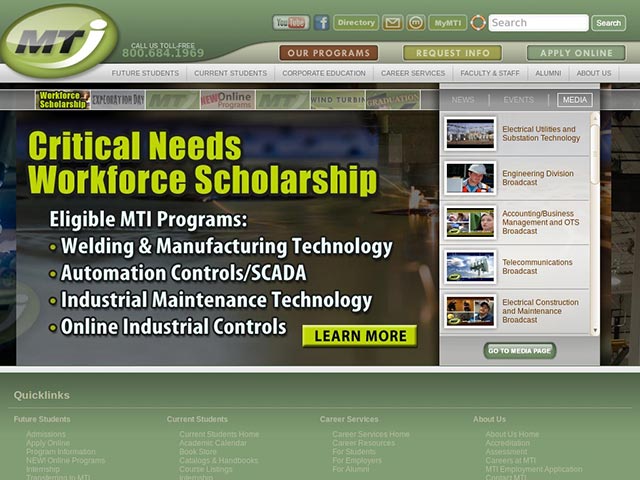 MTi
CALL US TOLL-FREE
800.684.1969
You Tube
f
Directory
m
MyMTI
Search
Search
OUR PROGRAMS
REQUEST INFO
APPLY ONLINE
FUTURE STUDENTS
CURRENT STUDENTS
CORPORATE EDUCATION
CAREER SERVICES
FACULTY & STAFF
ALUMNI
ABOUT US
Workforce
Scholarship
EXPLORATION DAY
MT
NEW Online
Programs
MT
WIND TURBIN
GRADUATION
NEWS
EVENTS
MEDIA
Critical Needs
Workforce Scholarship
Eligible MTI Programs:
• Welding & Manufacturing Technology
• Automation Controls/SCADA
• Industrial Maintenance Technology
• Online Industrial Controls
LEARN MORE
Electrical Utilities and
Substation Technology
Engineering Division
Broadcast
Accounting/Business
Management and OTS
Broadcast
Telecommunications
Broadcast
Electrical Construction
and Maintenance
Broadcast
GO TO MEDIA PAGE
Quicklinks
Future Students
Admissions
Apply Online
Program Information
NEW! Online Programs
Internship
Transferring to MTI
Current Students
Current Students Home
Academic Calendar
Book Store
Catalogs & Handbooks
Course Listings
Internship
Career Services
Career Services Home
Career Resources
For Students
For Employers
For Alumni
About Us
About Us Home
Accreditation
Assessment
Careers at MTI
MTI Employment Application
Contact MTI